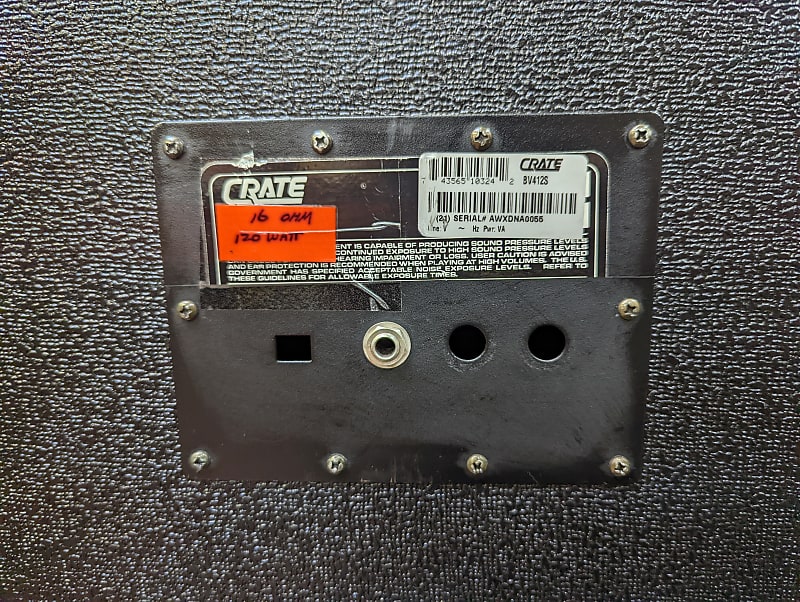 CRATE
®
16 OHM
120 WATT
CRATE
43565 10324 2 BV412S
(21) SERIAL# AWXDNA0055
ne: V ~ Hz Pwr: VA
ENT IS CAPABLE OF PRODUCING SOUND PRESSURE LEVELS
CONTINUED EXPOSURE TO HIGH SOUND PRESSURE LEVELS
HEARING IMPAIRMENT OR LOSS. USER CAUTION IS ADVISED
AND EAR PROTECTION IS RECOMMENDED WHEN PLAYING AT HIGH VOLUMES. THE U.S.
GOVERNMENT HAS SPECIFIED ACCEPTABLE NOISE EXPOSURE LEVELS. REFER TO
THESE GUIDELINES FOR ALLOWABLE EXPOSURE TIMES.